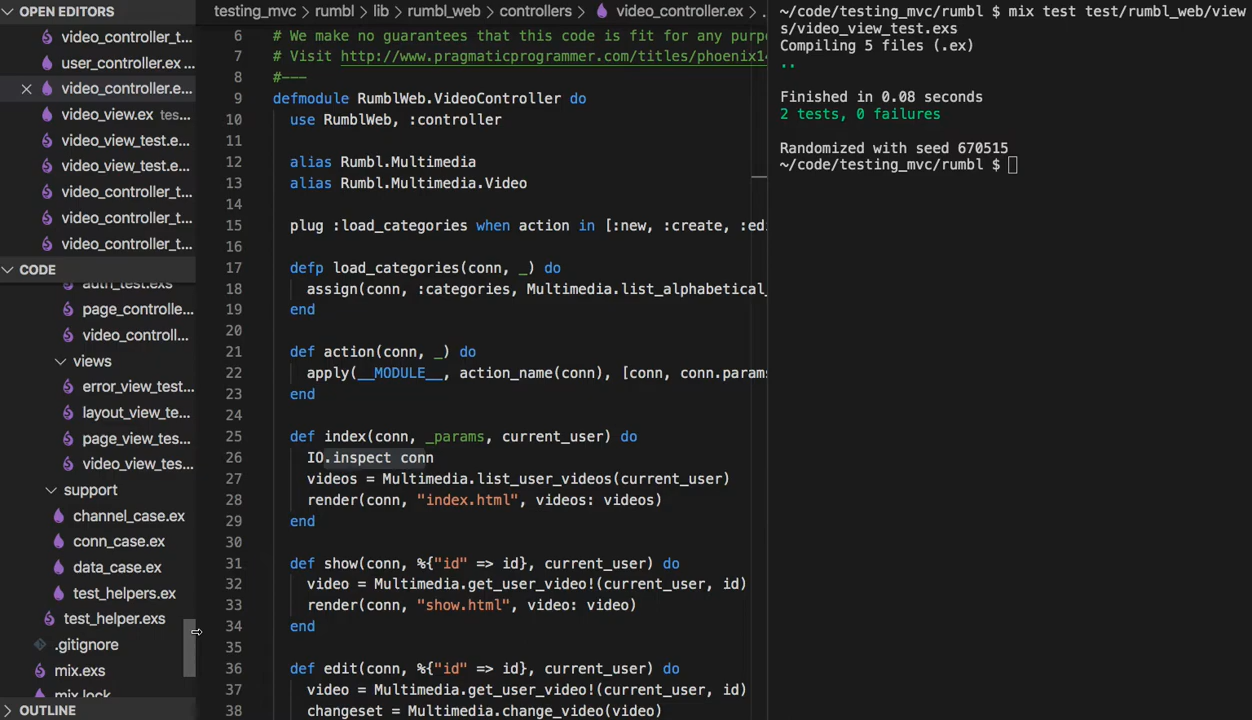 OPEN EDITORS
video_controller_t...
user_controller.ex ...
video_controller.e...
video_view.ex tes...
video_view_test.e...
video_view_test.e...
video_controller_t...
video_controller_t...
video_controller_t...
CODE
auth_test.exs
page_controlle...
video_controll...
views
error_view_test...
layout_view_te...
page_view_tes...
video_view_tes...
support
channel_case.ex
conn_case.ex
data_case.ex
test_helpers.ex
test_helper.exs
.gitignore
mix.exs
mix.lock
OUTLINE
testing_mvc > rumbl > lib > rumbl_web > controllers > video_controller.ex > .
6 # We make no guarantees that this code is fit for any purp
7 # Visit http://www.pragmaticprogrammer.com/titles/phoenix14
8 #---
9 defmodule RumblWeb.VideoController do
10 use RumblWeb, :controller
11
12 alias Rumbl.Multimedia
13 alias Rumbl.Multimedia.Video
14
15 plug :load_categories when action in [:new, :create, :ed
16
17 defp load_categories(conn, _) do
18 assign(conn, :categories, Multimedia.list_alphabetical_
19 end
20
21 def action(conn, _) do
22 apply(__MODULE__, action_name(conn), [conn, conn.param
23 end
24
25 def index(conn, _params, current_user) do
26 IO.inspect conn
27 videos = Multimedia.list_user_videos(current_user)
28 render(conn, "index.html", videos: videos)
29 end
30
31 def show(conn, %{"id" => id}, current_user) do
32 video = Multimedia.get_user_video!(current_user, id)
33 render(conn, "show.html", video: video)
34 end
35
36 def edit(conn, %{"id" => id}, current_user) do
37 video = Multimedia.get_user_video!(current_user, id)
38 changeset = Multimedia.change_video(video)
~/code/testing_mvc/rumbl $ mix test test/rumbl_web/view
s/video_view_test.exs
Compiling 5 files (.ex)
..
Finished in 0.08 seconds
2 tests, 0 failures
Randomized with seed 670515
~/code/testing_mvc/rumbl $